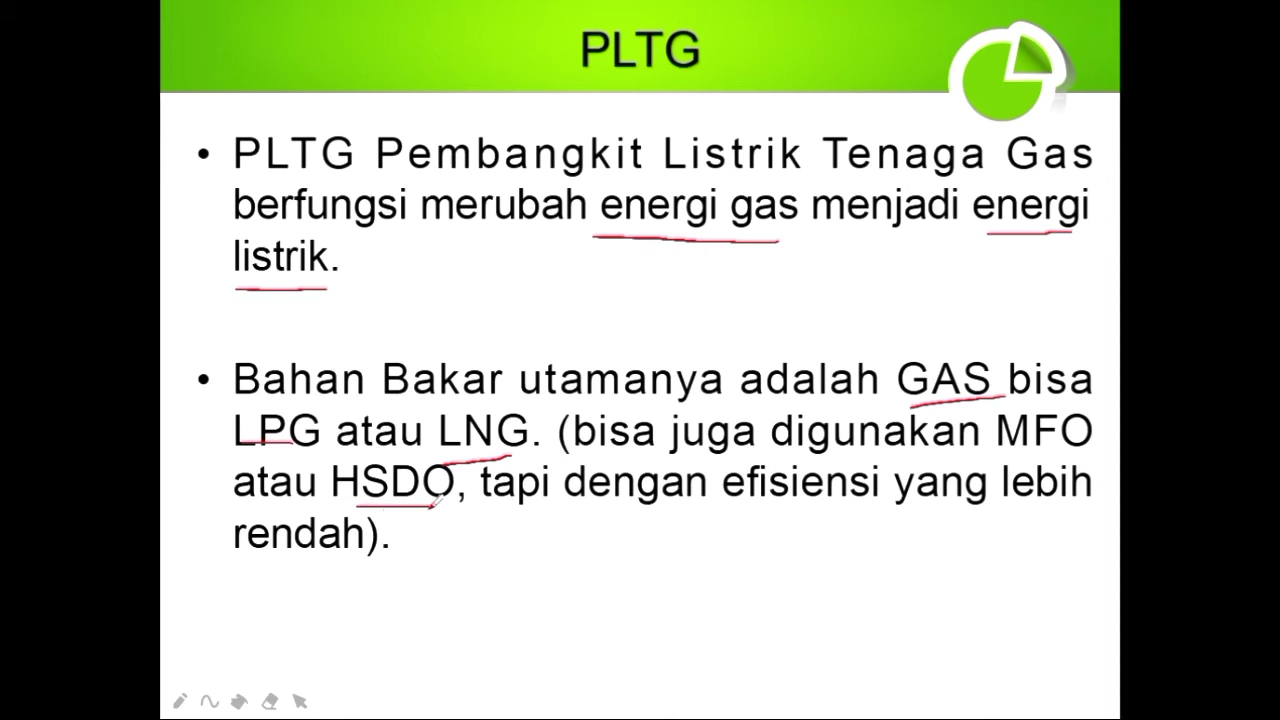 PLTG
• PLTG Pembangkit Listrik Tenaga Gas
berfungsi merubah energi gas menjadi energi
listrik.
• Bahan Bakar utamanya adalah GAS bisa
LPG atau LNG. (bisa juga digunakan MFO
atau HSDO, tapi dengan efisiensi yang lebih
rendah).